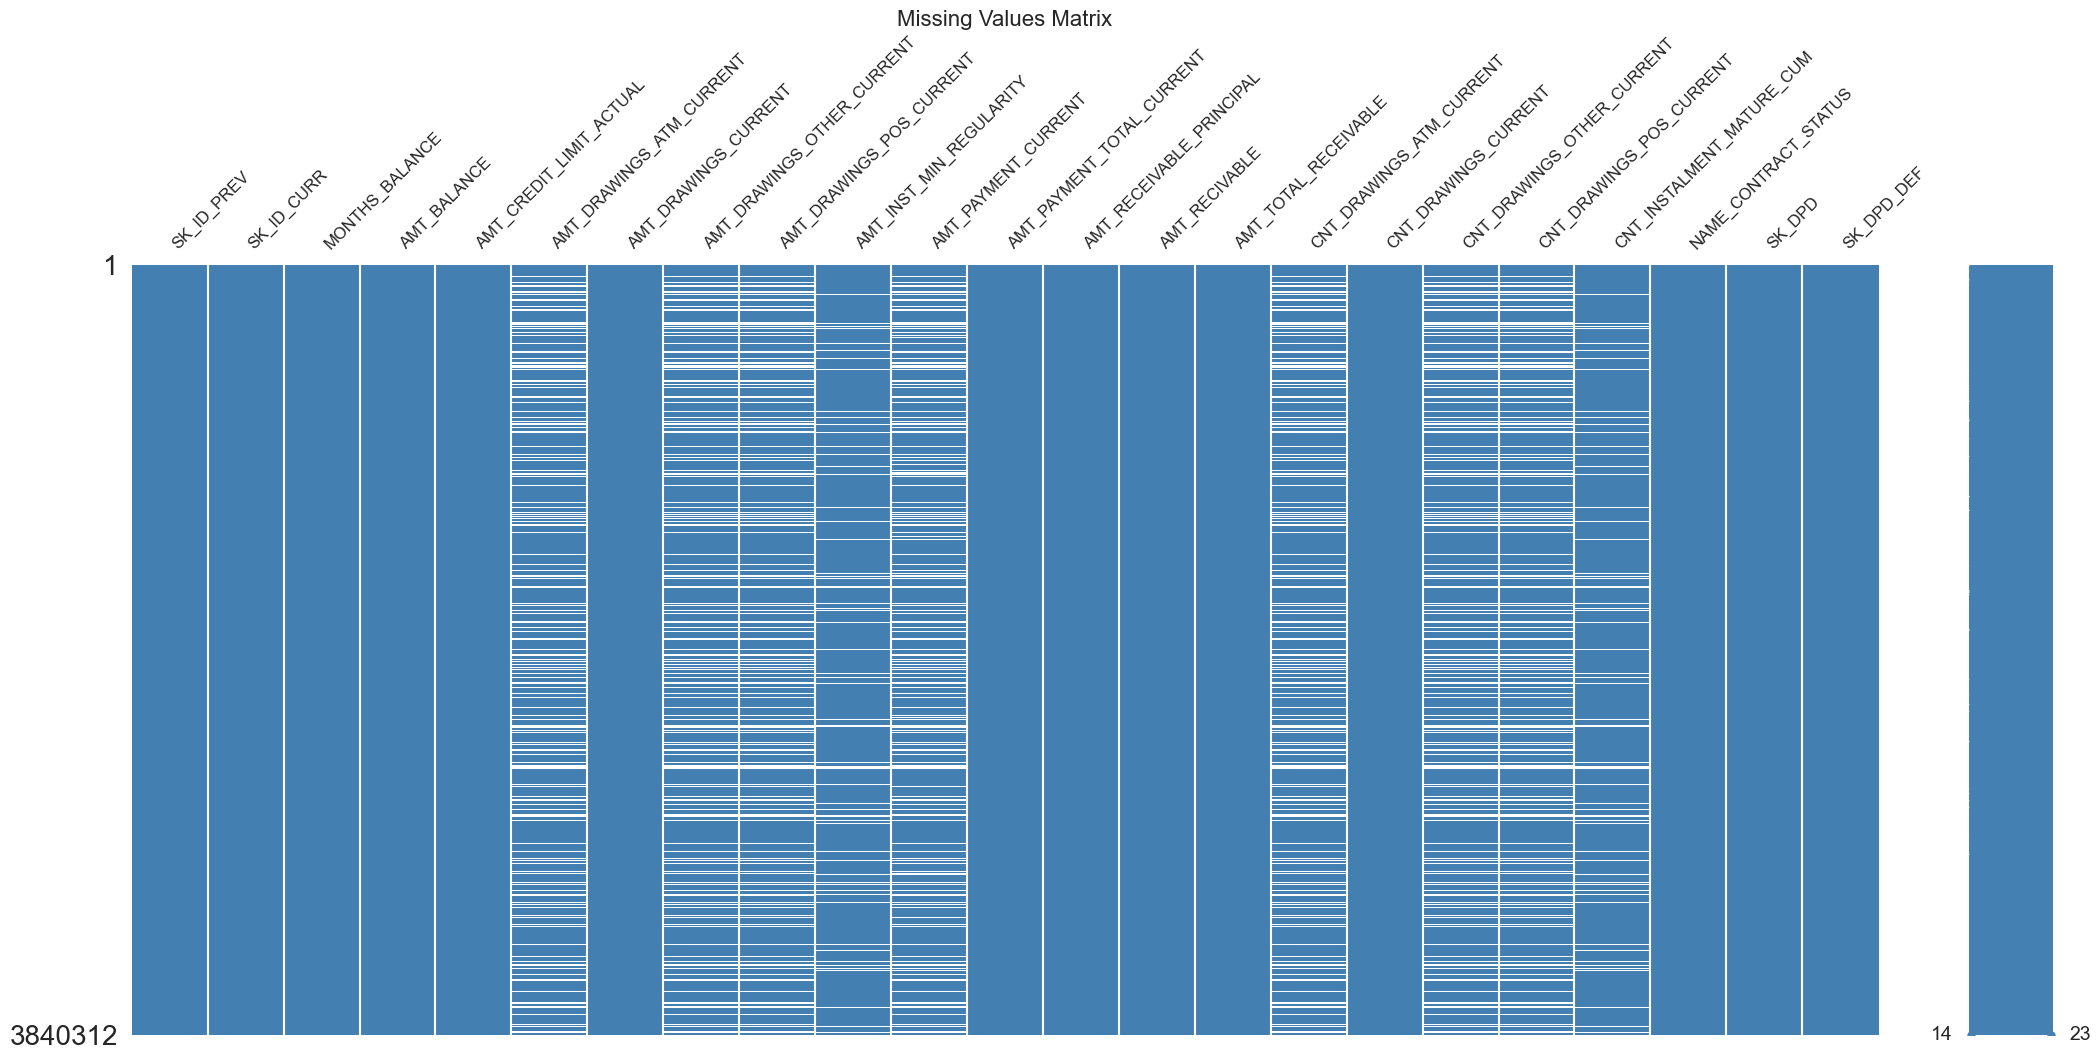 Missing Values Matrix
SK_ID_PREV
SK_ID_CURR
MONTHS_BALANCE
AMT_BALANCE
AMT_CREDIT_LIMIT_ACTUAL
AMT_DRAWINGS_ATM_CURRENT
AMT_DRAWINGS_CURRENT
AMT_DRAWINGS_OTHER_CURRENT
AMT_DRAWINGS_POS_CURRENT
AMT_INST_MIN_REGULARITY
AMT_PAYMENT_CURRENT
AMT_PAYMENT_TOTAL_CURRENT
AMT_RECEIVABLE_PRINCIPAL
AMT_RECIVABLE
AMT_TOTAL_RECEIVABLE
CNT_DRAWINGS_ATM_CURRENT
CNT_DRAWINGS_CURRENT
CNT_DRAWINGS_OTHER_CURRENT
CNT_DRAWINGS_POS_CURRENT
CNT_INSTALMENT_MATURE_CUM
NAME_CONTRACT_STATUS
SK_DPD
SK_DPD_DEF
1
3840312
14
23